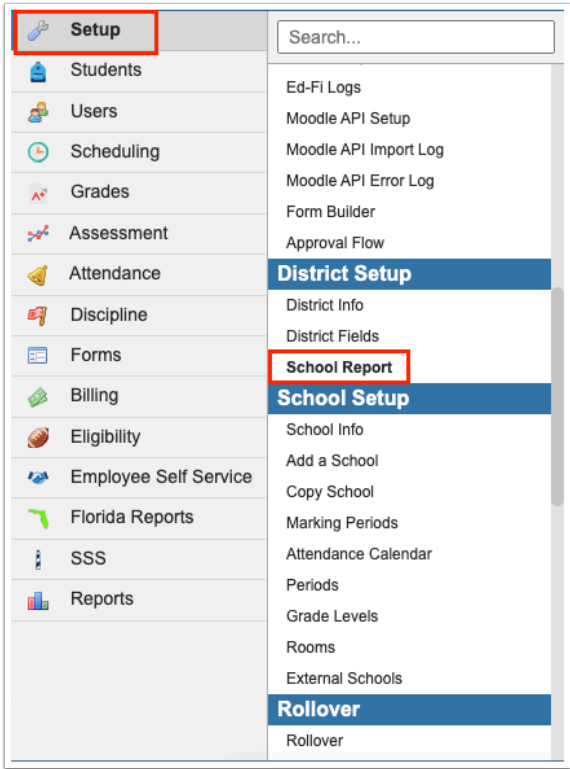 Setup
Students
Users
Scheduling
Grades
Assessment
Attendance
Discipline
Forms
Billing
Eligibility
Employee Self Service
Florida Reports
SSS
Reports
Search...
Ed-Fi Logs
Moodle API Setup
Moodle API Import Log
Moodle API Error Log
Form Builder
Approval Flow
District Setup
District Info
District Fields
School Report
School Setup
School Info
Add a School
Copy School
Marking Periods
Attendance Calendar
Periods
Grade Levels
Rooms
External Schools
Rollover
Rollover